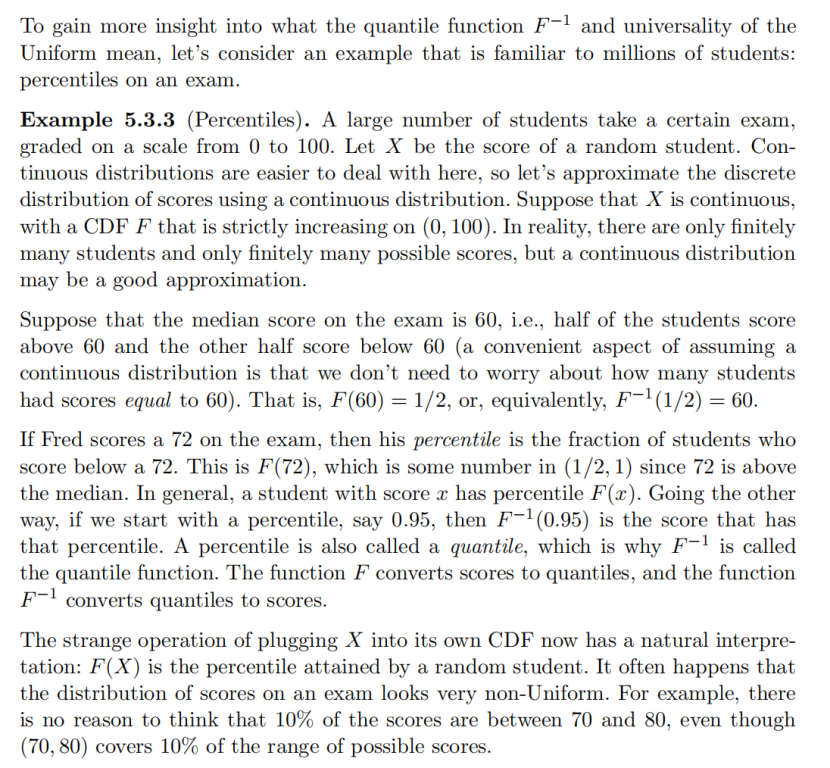 To gain more insight into what the quantile function F⁻¹ and universality of the
Uniform mean, let's consider an example that is familiar to millions of students:
percentiles on an exam.
Example 5.3.3 (Percentiles). A large number of students take a certain exam,
graded on a scale from 0 to 100. Let X be the score of a random student. Con-
tinuous distributions are easier to deal with here, so let's approximate the discrete
distribution of scores using a continuous distribution. Suppose that X is continuous,
with a CDF F that is strictly increasing on (0, 100). In reality, there are only finitely
many students and only finitely many possible scores, but a continuous distribution
may be a good approximation.
Suppose that the median score on the exam is 60, i.e., half of the students score
above 60 and the other half score below 60 (a convenient aspect of assuming a
continuous distribution is that we don't need to worry about how many students
had scores equal to 60). That is, F(60) = 1/2, or, equivalently, F⁻¹(1/2) = 60.
If Fred scores a 72 on the exam, then his percentile is the fraction of students who
score below a 72. This is F(72), which is some number in (1/2, 1) since 72 is above
the median. In general, a student with score x has percentile F(x). Going the other
way, if we start with a percentile, say 0.95, then F⁻¹(0.95) is the score that has
that percentile. A percentile is also called a quantile, which is why F⁻¹ is called
the quantile function. The function F converts scores to quantiles, and the function
F⁻¹ converts quantiles to scores.
The strange operation of plugging X into its own CDF now has a natural interpre-
tation: F(X) is the percentile attained by a random student. It often happens that
the distribution of scores on an exam looks very non-Uniform. For example, there
is no reason to think that 10% of the scores are between 70 and 80, even though
(70, 80) covers 10% of the range of possible scores.